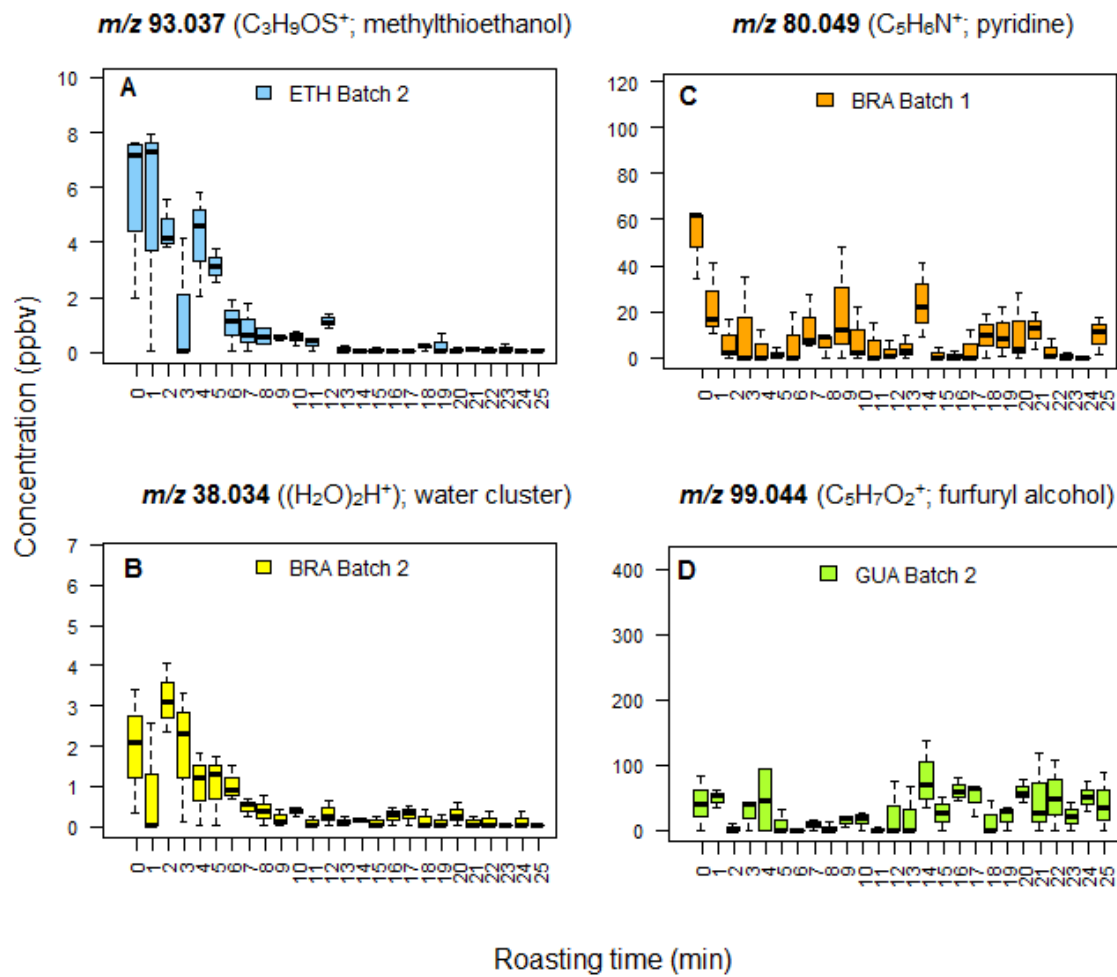 m/z 93.037 (C₃H₉OS⁺; methylthioethanol)
A
ETH Batch 2
10
8
6
4
2
0
0 1 2 3 4 5 6 7 8 9 10 11 12 13 14 15 16 17 18 19 20 21 22 23 24 25
m/z 80.049 (C₅H₆N⁺; pyridine)
C
BRA Batch 1
120
100
80
60
40
20
0
0 1 2 3 4 5 6 7 8 9 10 11 12 13 14 15 16 17 18 19 20 21 22 23 24 25
Concentration (ppbv)
m/z 38.034 ((H₂O)₂H⁺); water cluster)
B
BRA Batch 2
7
6
5
4
3
2
1
0
0 1 2 3 4 5 6 7 8 9 10 11 12 13 14 15 16 17 18 19 20 21 22 23 24 25
m/z 99.044 (C₅H₇O₂⁺; furfuryl alcohol)
D
GUA Batch 2
400
300
200
100
0
0 1 2 3 4 5 6 7 8 9 10 11 12 13 14 15 16 17 18 19 20 21 22 23 24 25
Roasting time (min)